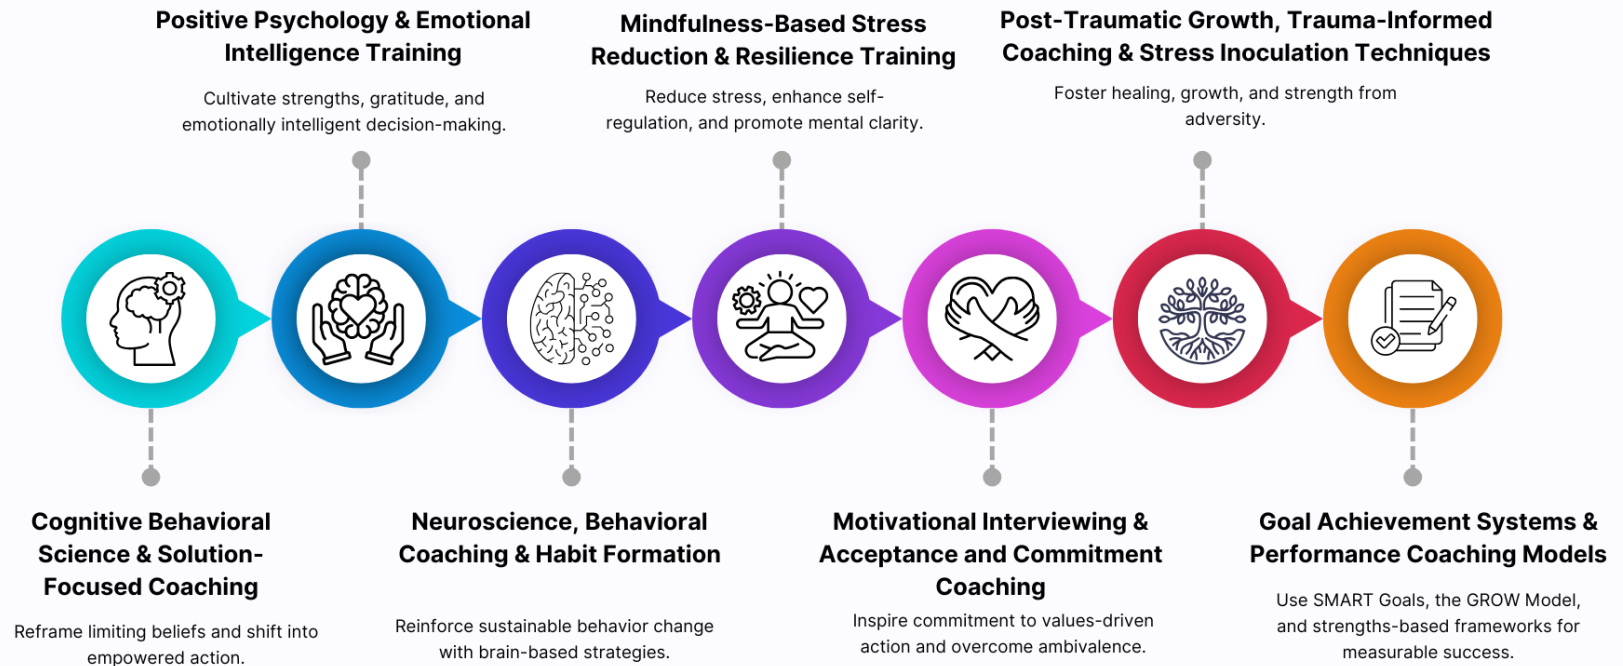 Positive Psychology & Emotional
Intelligence Training
Cultivate strengths, gratitude, and
emotionally intelligent decision-making.
Mindfulness-Based Stress
Reduction & Resilience Training
Reduce stress, enhance self-
regulation, and promote mental clarity.
Post-Traumatic Growth, Trauma-Informed
Coaching & Stress Inoculation Techniques
Foster healing, growth, and strength from
adversity.
Cognitive Behavioral
Science & Solution-
Focused Coaching
Reframe limiting beliefs and shift into
empowered action.
Neuroscience, Behavioral
Coaching & Habit Formation
Reinforce sustainable behavior change
with brain-based strategies.
Motivational Interviewing &
Acceptance and Commitment
Coaching
Inspire commitment to values-driven
action and overcome ambivalence.
Goal Achievement Systems &
Performance Coaching Models
Use SMART Goals, the GROW Model,
and strengths-based frameworks for
measurable success.